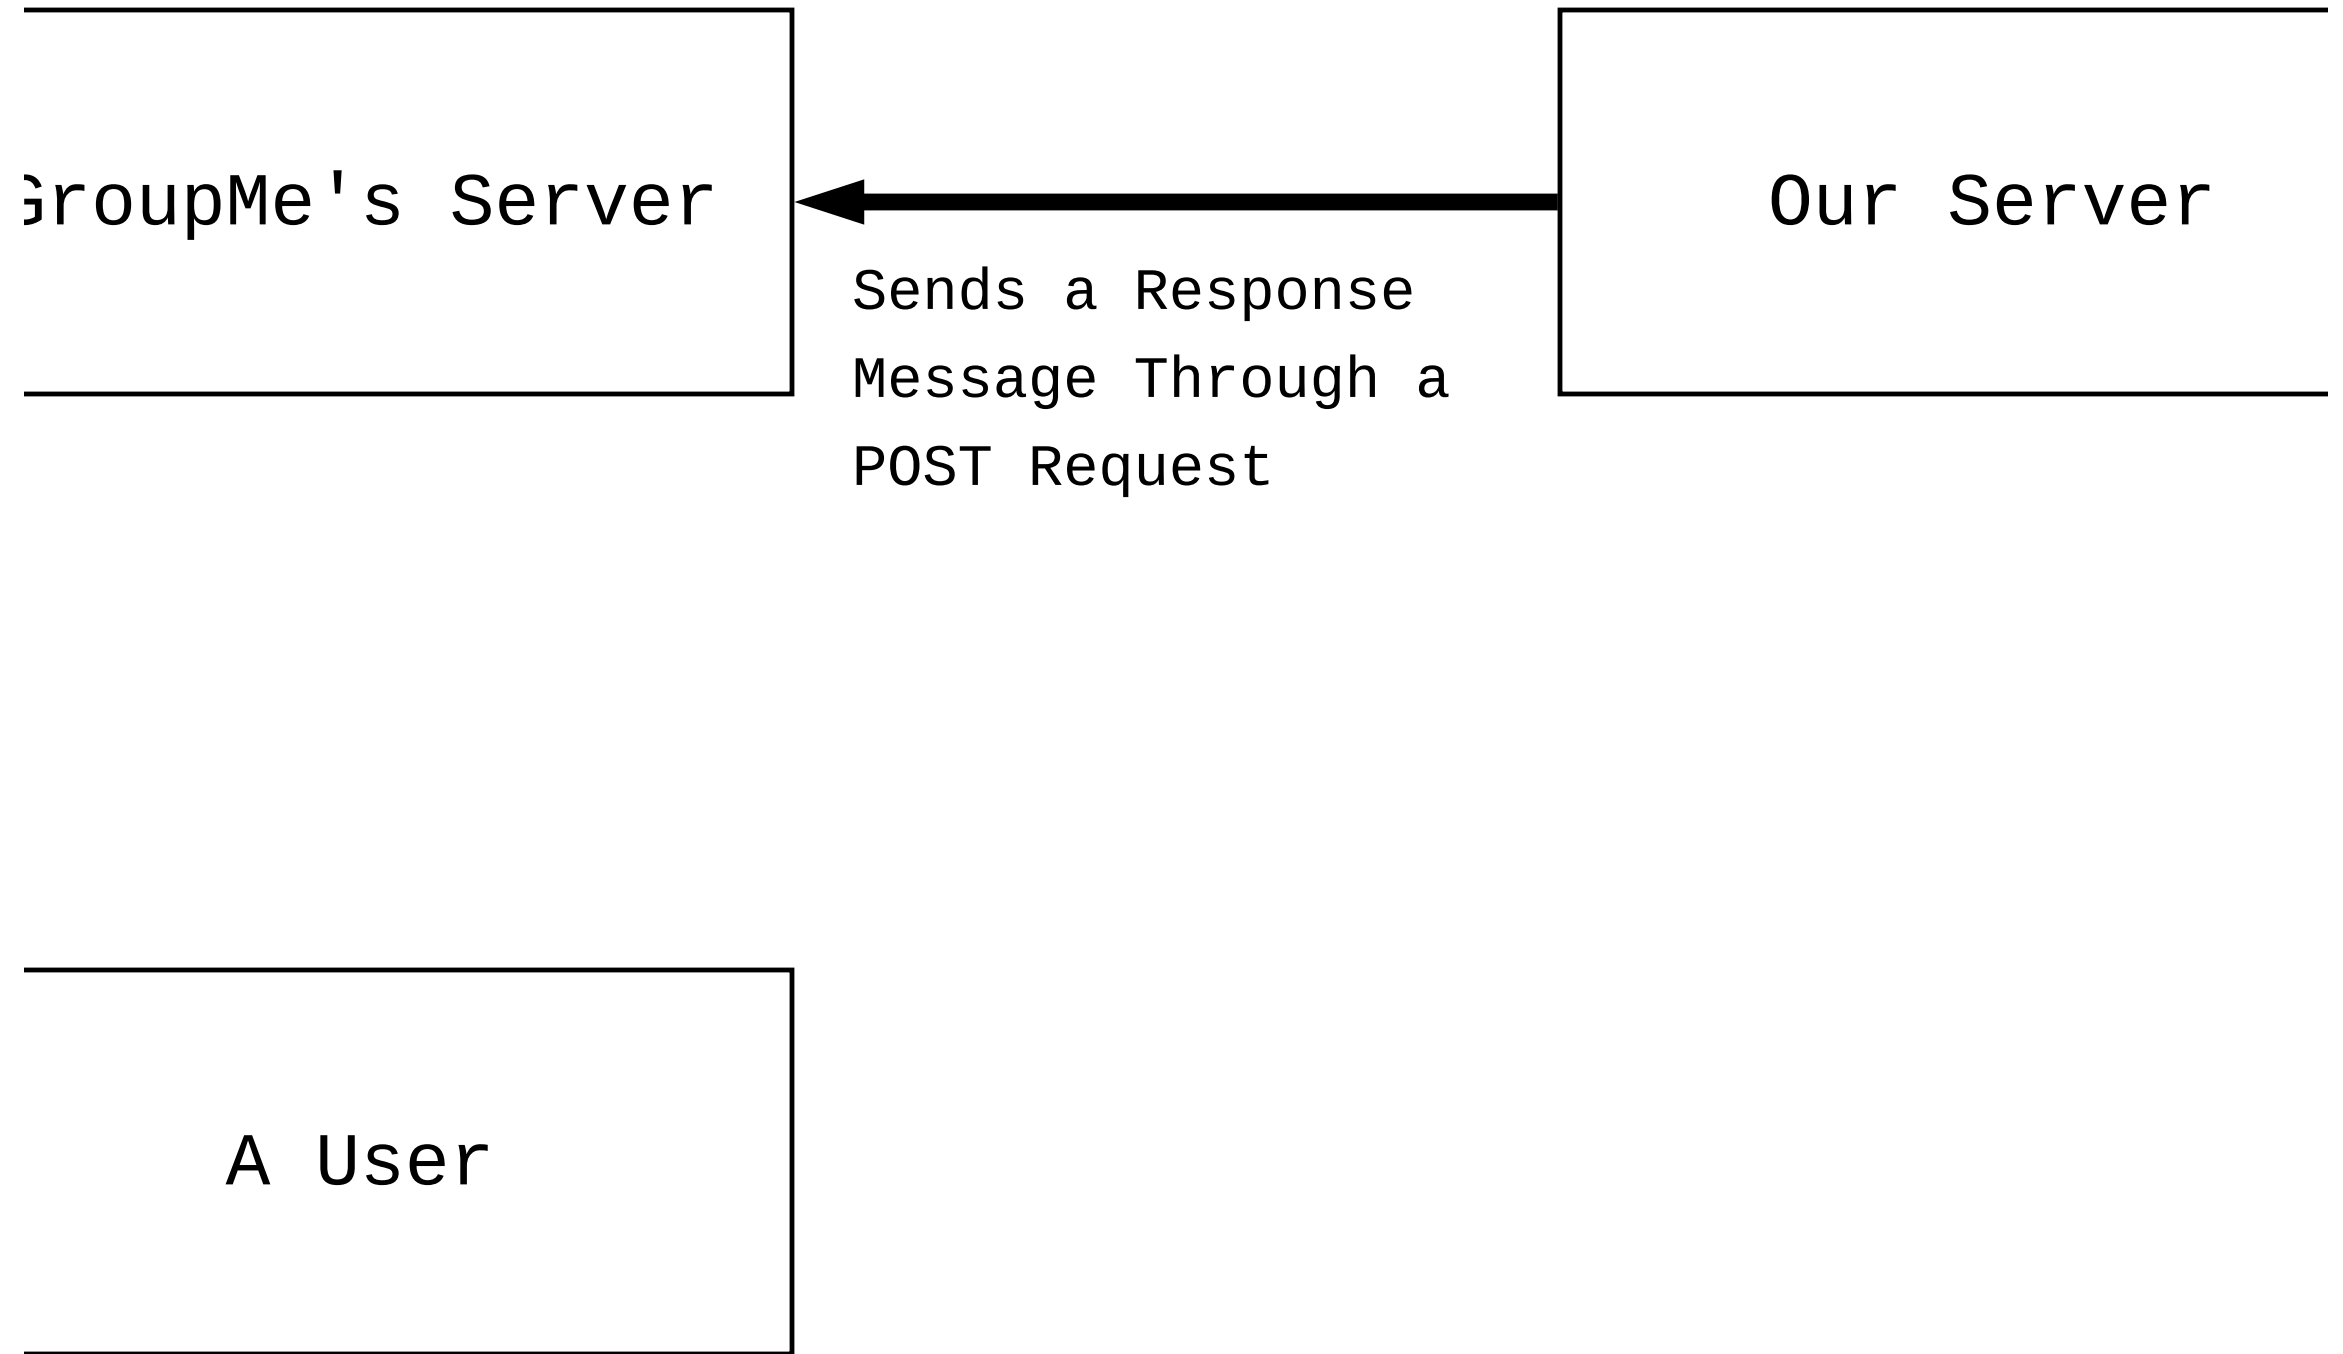 GroupMe's Server
Our Server
Sends a Response
Message Through a
POST Request
A User